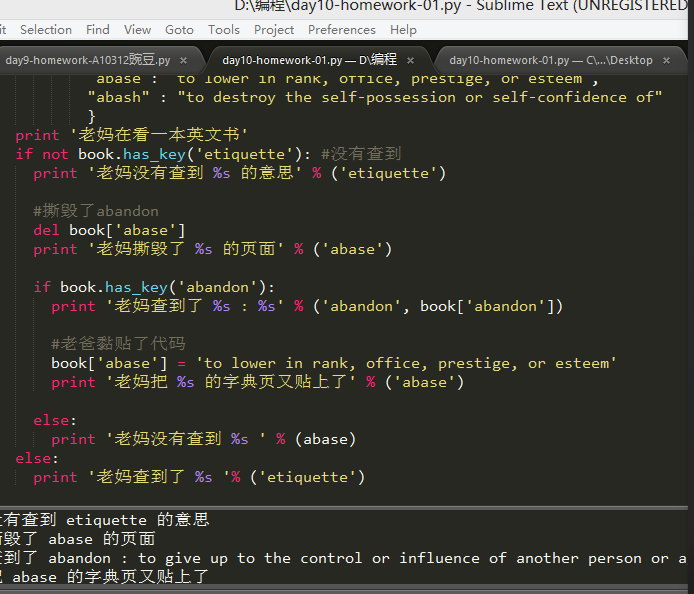 D:\编程\day10-homework-01.py - Sublime Text (UNREGISTERED
it Selection Find View Goto Tools Project Preferences Help
day9-homework-A10312豌豆.py × day10-homework-01.py — D\编程 × day10-homework-01.py — C\...\Desktop ×
"abase": "to lower in rank, office, prestige, or esteem",
"abash" : "to destroy the self-possession or self-confidence of"
}
print '老妈在看一本英文书'
if not book.has_key('etiquette'): #没有查到
print '老妈没有查到 %s 的意思' % ('etiquette')
#撕毁了abandon
del book['abase']
print '老妈撕毁了 %s 的页面' % ('abase')
if book.has_key('abandon'):
print '老妈查到了 %s : %s' % ('abandon', book['abandon'])
#老爸黏贴了代码
book['abase'] = 'to lower in rank, office, prestige, or esteem'
print '老妈把 %s 的字典页又贴上了' % ('abase')
else:
print '老妈没有查到 %s ' % (abase)
else:
print '老妈查到了 %s '% ('etiquette')
没有查到 etiquette 的意思
撕毁了 abase 的页面
查到了 abandon : to give up to the control or influence of another person or a
把 abase 的字典页又贴上了